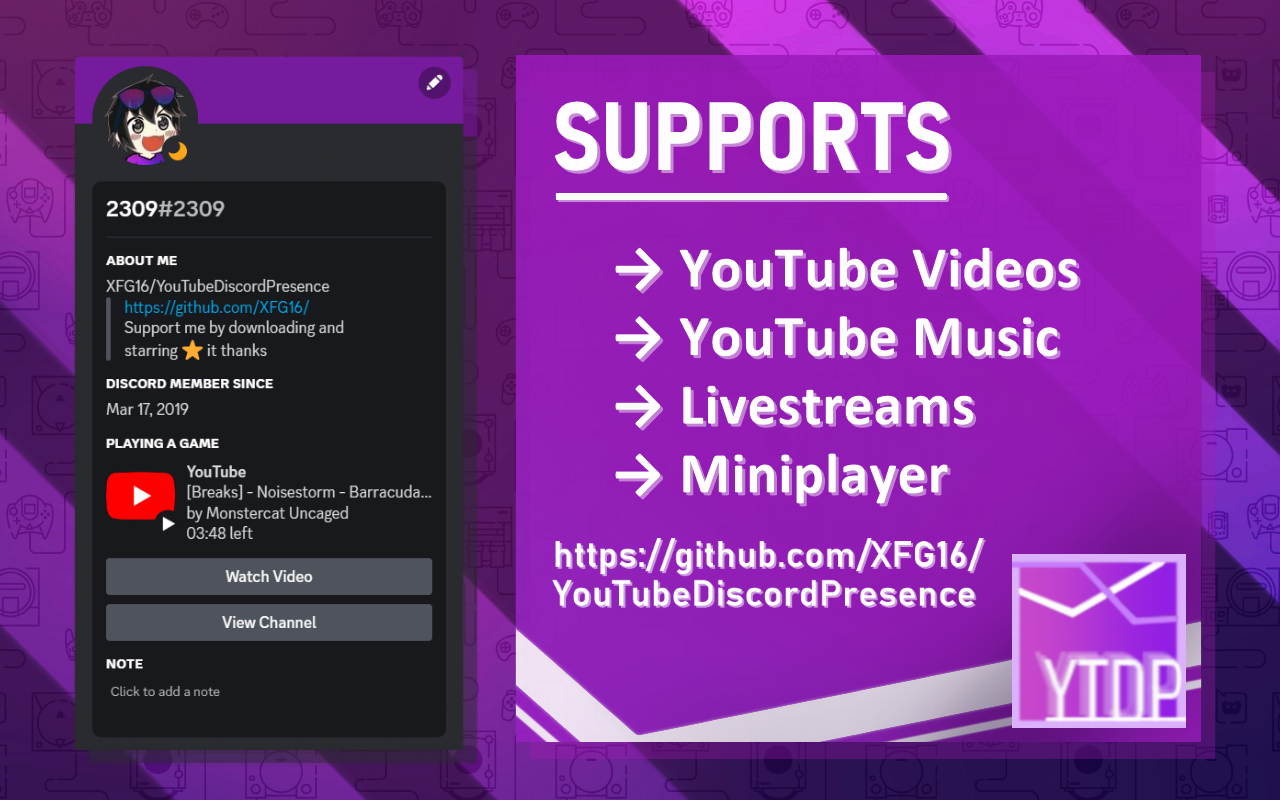 2309#2309
ABOUT ME
XFG16/YouTubeDiscordPresence
https://github.com/XFG16/
Support me by downloading and
starring ⭐ it thanks
DISCORD MEMBER SINCE
Mar 17, 2019
PLAYING A GAME
YouTube
[Breaks] - Noisestorm - Barracuda...
by Monstercat Uncaged
03:48 left
Watch Video
View Channel
NOTE
Click to add a note
SUPPORTS
→ YouTube Videos
→ YouTube Music
→ Livestreams
→ Miniplayer
https://github.com/XFG16/
YouTubeDiscordPresence
YTDP